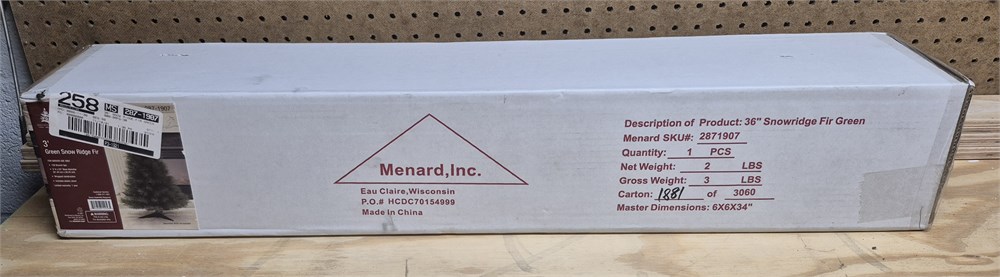 258 MS 287-1907
3'
Green Snow Ridge Fir
Menard,Inc.
Eau Claire,Wisconsin
P.O.# HCDC70154999
Made In China
Description of Product: 36" Snowridge Fir Green
Menard SKU#: 2871907
Quantity: 1 PCS
Net Weight: 2 LBS
Gross Weight: 3 LBS
Carton: 1881 of 3060
Master Dimensions: 6X6X34"